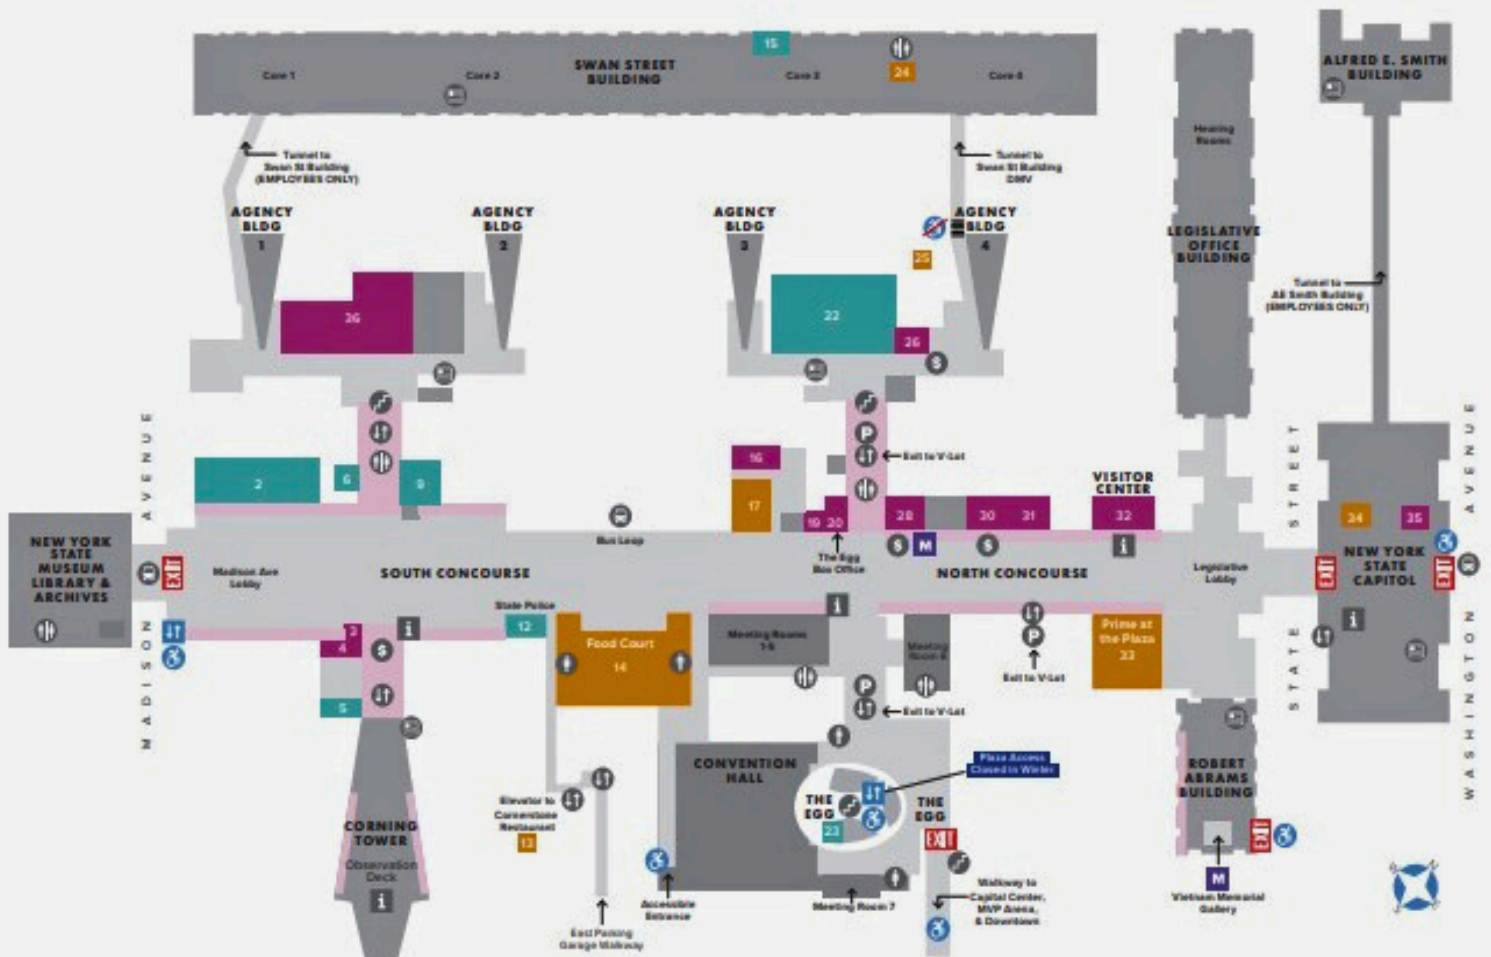 SWAN STREET
BUILDING
Core 1
Core 2
15
Core 3
24
Core 4
ALFRED E. SMITH
BUILDING
Hearing
Rooms
Tunnel to
Swan St Building
(EMPLOYEES ONLY)
Tunnel to
Swan St Building
DMV
AGENCY
BLDG
1
AGENCY
BLDG
2
AGENCY
BLDG
3
AGENCY
BLDG
4
LEGISLATIVE
OFFICE
BUILDING
25
Tunnel to
AE Smith Building
(EMPLOYEES ONLY)
36
22
26
$
P
Exit to V-Lot
MADISON AVENUE
2
6
9
16
17
19
20
28
30
31
VISITOR
CENTER
32
STATE STREET
34
35
WASHINGTON AVENUE
NEW YORK
STATE
MUSEUM
LIBRARY &
ARCHIVES
EXIT
Madison Ave
Lobby
SOUTH CONCOURSE
Bus Loop
The Egg
Box Office
$
M
$
i
NORTH CONCOURSE
Legislative
Lobby
EXIT
NEW YORK
STATE
CAPITOL
EXIT
i
3
4
i
$
5
State Police
12
Food Court
14
Meeting Rooms
1-5
i
Meeting
Room 6
P
Exit to V-Lot
Prime at
the Plaza
33
P
Exit to V-Lot
CONVENTION
HALL
Plaza Access
Closed in Winter
THE
EGG
23
THE
EGG
EXIT
ROBERT
ABRAMS
BUILDING
EXIT
CORNING
TOWER
Observation
Deck
i
Elevator to
Cornerstone
Restaurant
13
Accessible
Entrance
East Parking
Garage Walkway
Meeting Room 7
Walkway to
Capital Center,
MVP Arena,
& Downtown
M
Vietnam Memorial
Gallery